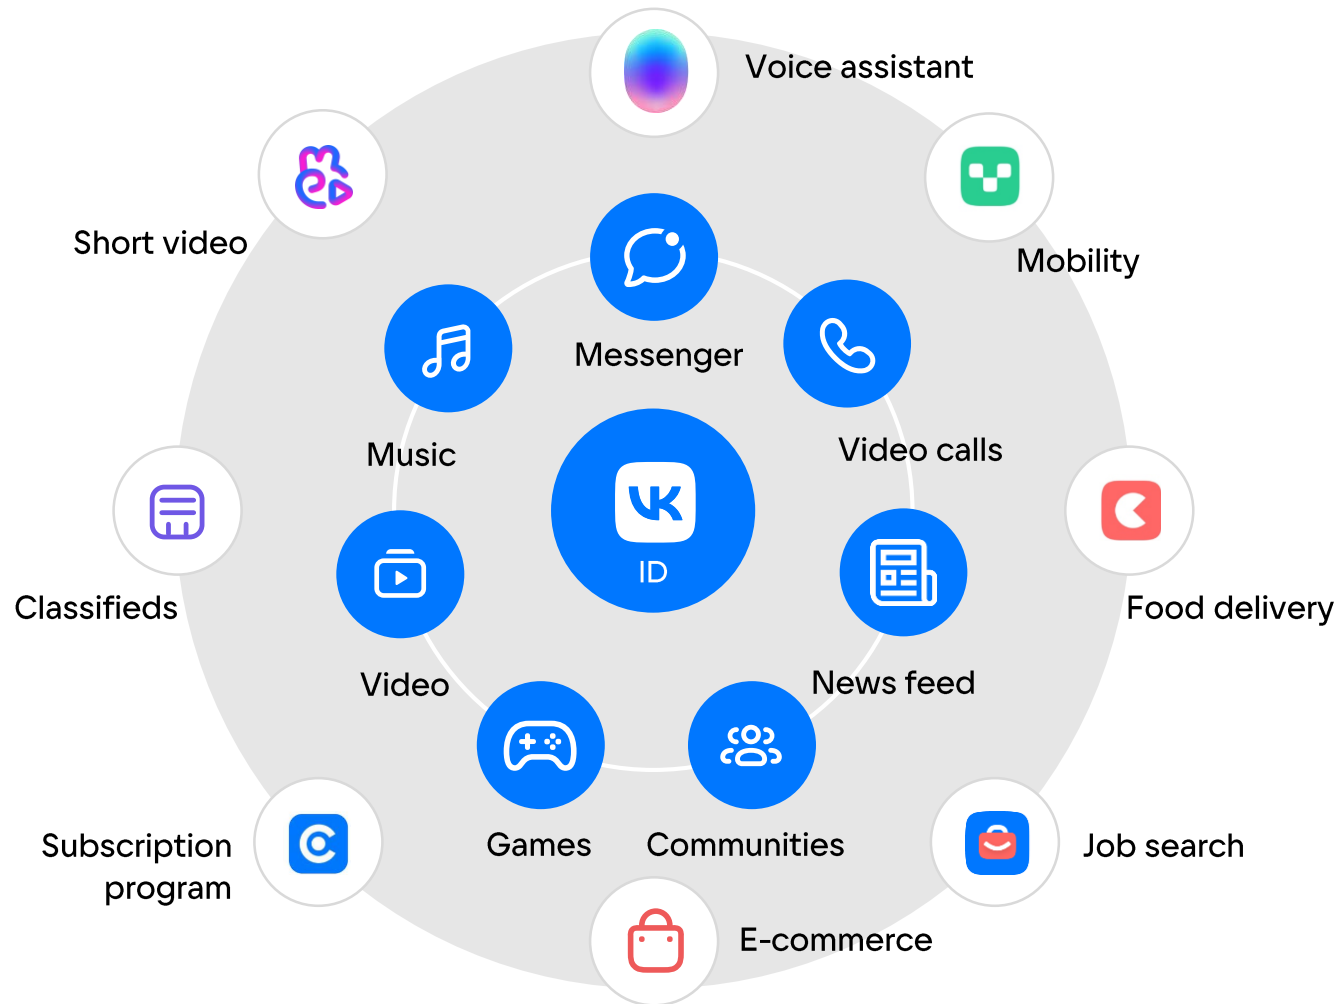 Voice assistant
Short video
Mobility
Messenger
Music
Video calls
VK
ID
Classifieds
Food delivery
Video
News feed
Games
Communities
Subscription
program
Job search
E-commerce